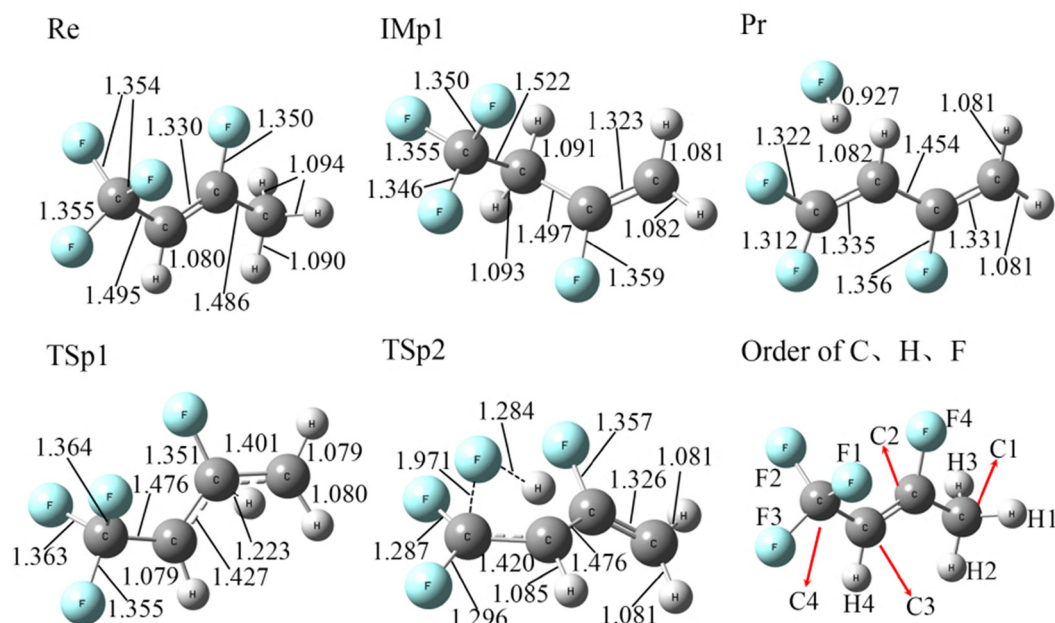 Re
1.354
1.330
F
1.350
F
F
H
1.094
C
C
H
1.355
C
C
F
H
H
1.080
1.090
1.495
1.486
IMp1
1.350
1.522
F
F
H
1.323
H
1.355
C
1.091
1.081
C
C
1.346
H
C
H
F
1.497
1.082
1.093
F
1.359
Pr
F
0.927
H
1.081
1.322
H
1.454
H
1.082
F
C
C
H
C
C
1.312
1.335
1.331
F
F
1.356
1.081
TSp1
F
1.401
H
1.364
1.351
1.079
C
C
F
F
1.476
H
1.080
H
C
C
1.223
1.363
1.079
1.427
F
H
1.355
TSp2
1.284
1.357
F
F
1.971
1.326
1.081
F
H
C
H
C
C
C
1.287
1.420
1.476
F
H
H
1.085
1.296
1.081
Order of C、H、F
C2
F4
F
C1
F1
H3
F
F2
F
C
H
C
H
H1
F3
C
C
F
H
H
H2
C4
H4
C3